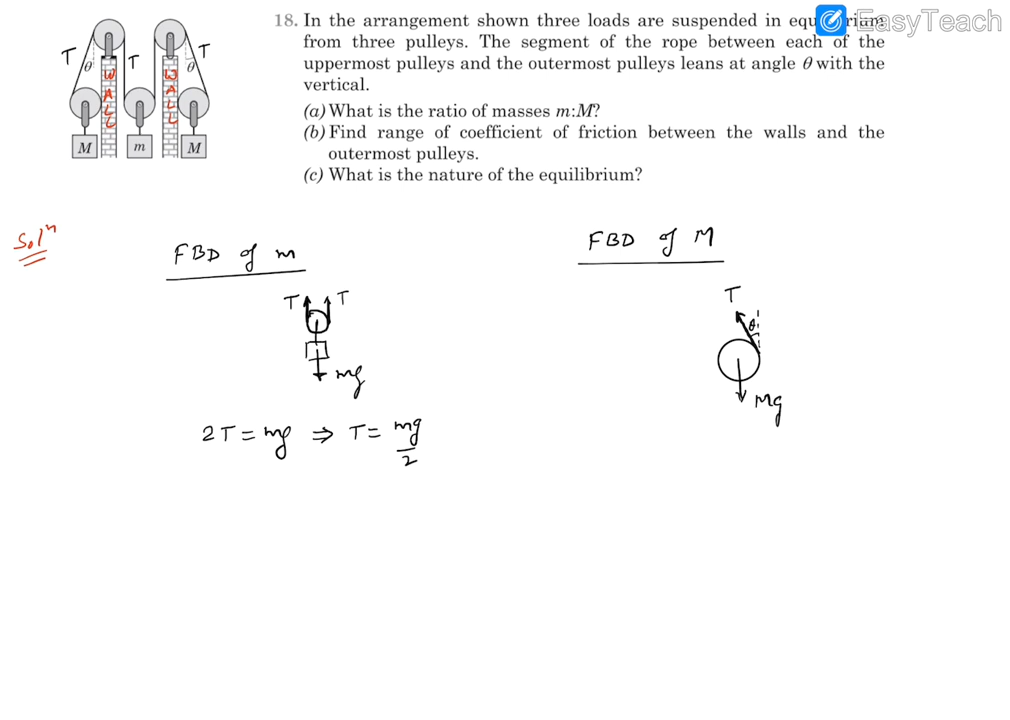 EasyTeach
18. In the arrangement shown three loads are suspended in equ rium
from three pulleys. The segment of the rope between each of the
uppermost pulleys and the outermost pulleys leans at angle θ with the
vertical.
(a) What is the ratio of masses m:M?
(b) Find range of coefficient of friction between the walls and the
outermost pulleys.
(c) What is the nature of the equilibrium?
T θ T θ T
WALL WALL
M m M
Solⁿ
FBD of m
T T
mg
2T = mg ⇒ T = mg/2
FBD of M
T
θ
Mg